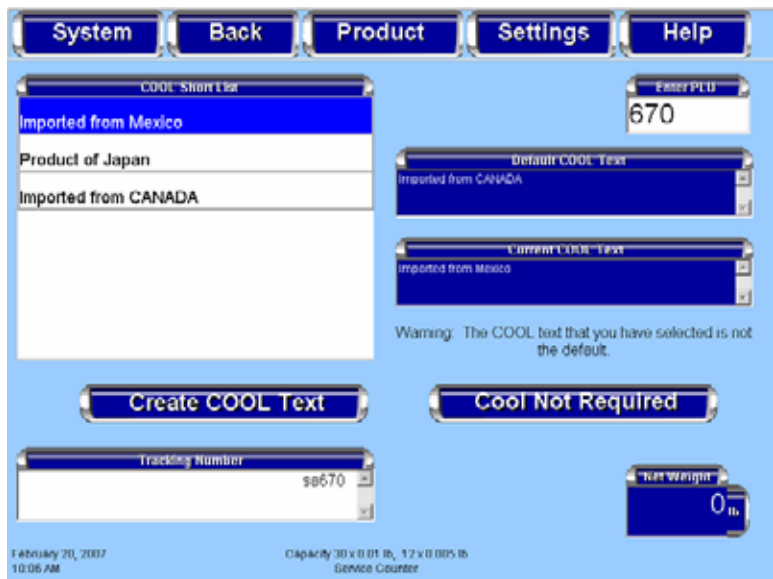 System Back Product Settings Help
COOL Short List
Enter PLU
Imported from Mexico
670
Product of Japan
Default COOL Text
Imported from CANADA
Imported from CANADA
Current COOL Text
Imported from Mexico
Warning: The COOL text that you have selected is not
the default.
Create COOL Text
Cool Not Required
Tracking Number
sa670
Net Weight
0 lb
February 20, 2007
10:06 AM
Capacity 30 x 0.01 lb, 12 x 0.005 lb
Service Counter